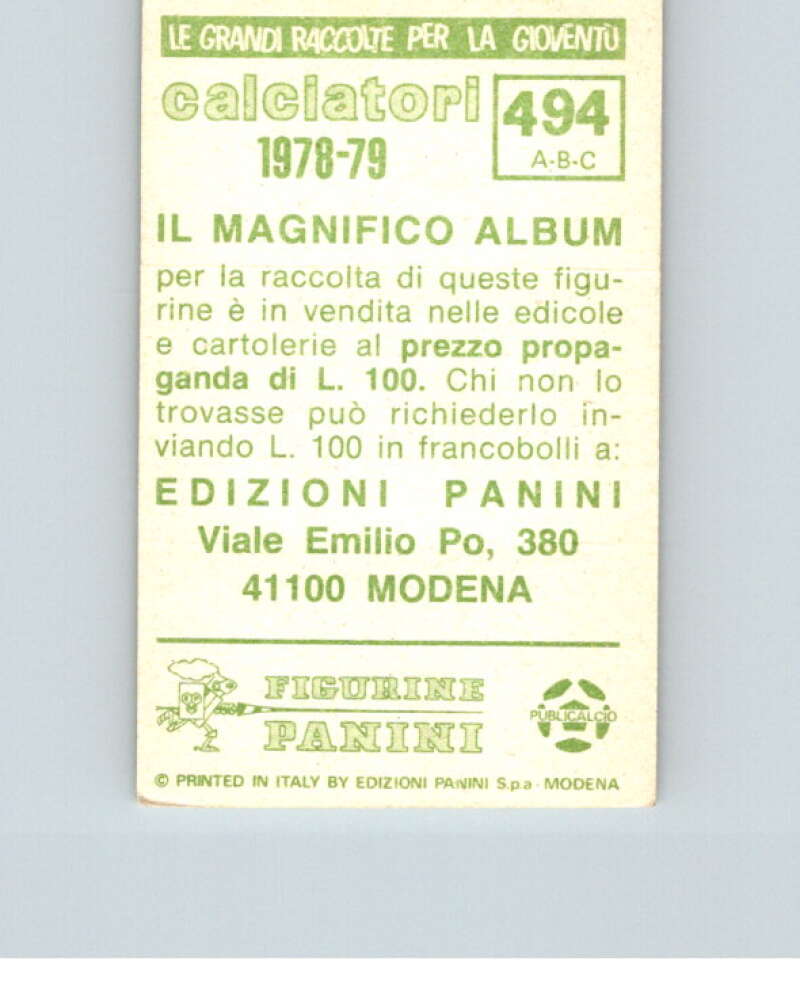 LE GRANDI RACCOLTE PER LA GIOVENTÙ
calciatori
1978-79
494
A-B-C
IL MAGNIFICO ALBUM
per la raccolta di queste figu-
rine è in vendita nelle edicole
e cartolerie al prezzo propa-
ganda di L. 100. Chi non lo
trovasse può richiederlo in-
viando L. 100 in francobolli a:
EDIZIONI PANINI
Viale Emilio Po, 380
41100 MODENA
FIGURINE
PANINI
PUBLICALCIO
© PRINTED IN ITALY BY EDIZIONI PANINI S.p.a - MODENA